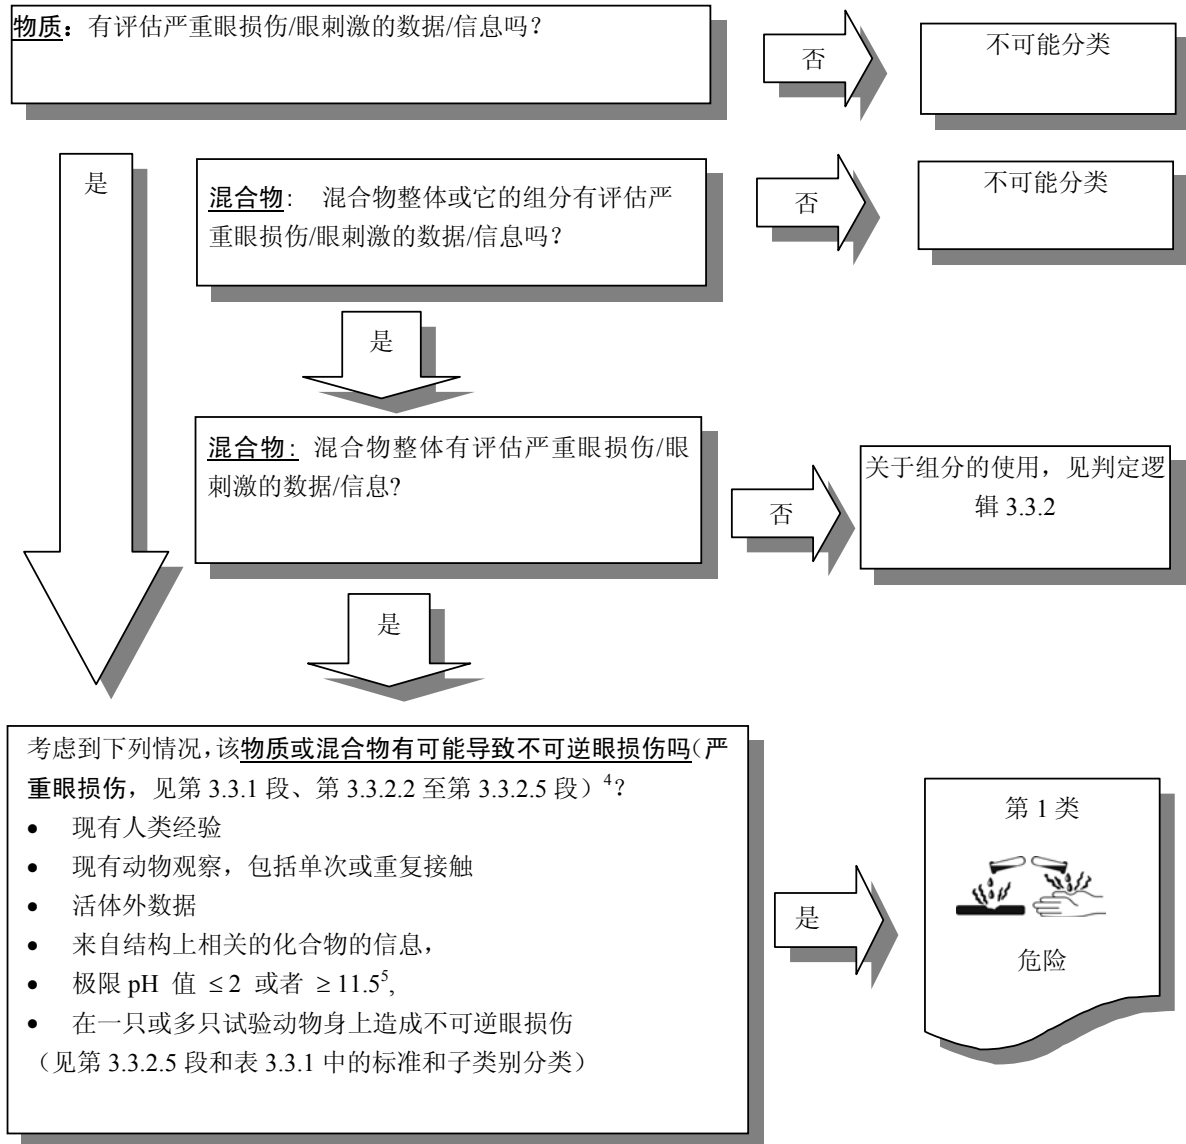 物质：有评估严重眼损伤/眼刺激的数据/信息吗？
否
不可能分类
是
混合物： 混合物整体或它的组分有评估严
重眼损伤/眼刺激的数据/信息吗？
否
不可能分类
是
混合物：混合物整体有评估严重眼损伤/眼
刺激的数据/信息?
否
关于组分的使用，见判定逻
辑 3.3.2
是
考虑到下列情况，该物质或混合物有可能导致不可逆眼损伤吗（严
重眼损伤，见第 3.3.1 段、第 3.3.2.2 至第 3.3.2.5 段）⁴？
• 现有人类经验
• 现有动物观察，包括单次或重复接触
• 活体外数据
• 来自结构上相关的化合物的信息，
• 极限 pH 值 ≤ 2 或者 ≥ 11.5⁵,
• 在一只或多只试验动物身上造成不可逆眼损伤
（见第 3.3.2.5 段和表 3.3.1 中的标准和子类别分类）
是
第 1 类
危险